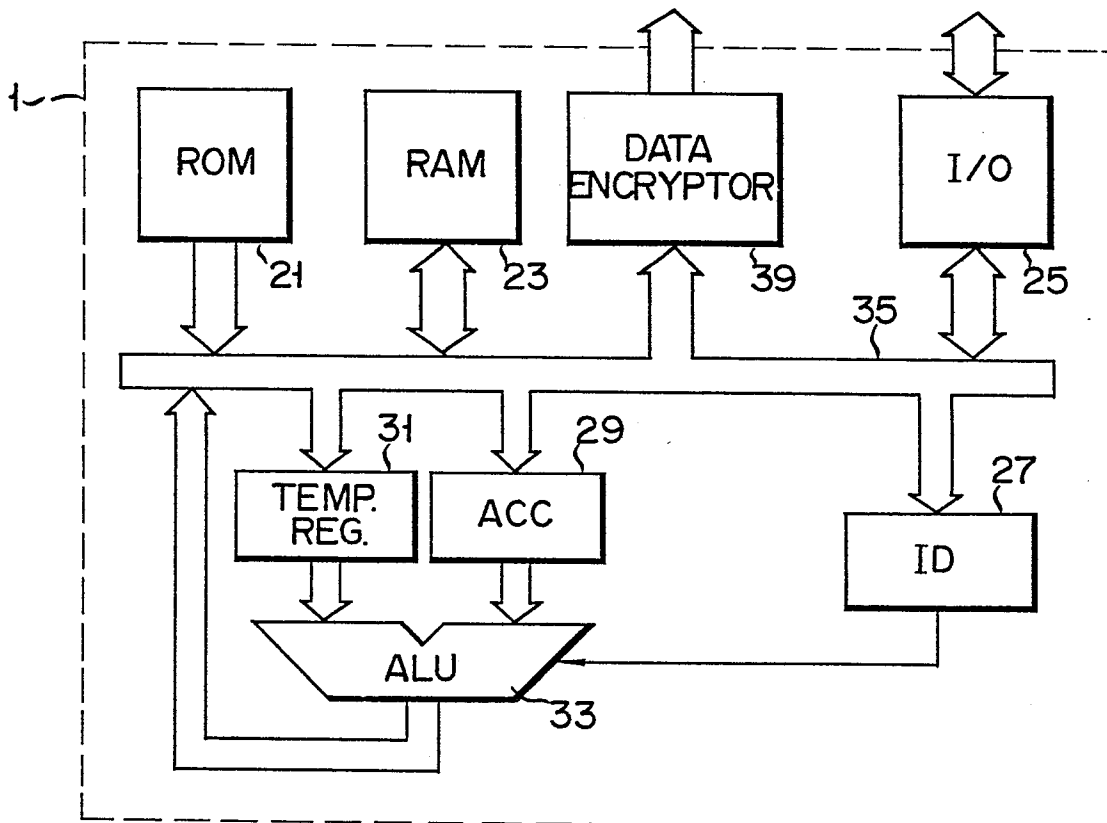 1
ROM
RAM
DATA
ENCRYPTOR
I/O
21
23
39
25
35
31
29
27
TEMP.
REG.
ACC
ID
ALU
33